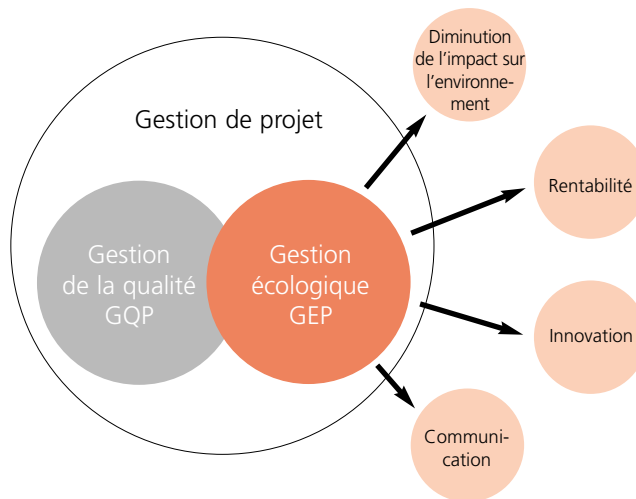 Diminution
de l'impact sur
l'environne-
ment
Gestion de projet
Rentabilité
Gestion
de la qualité
GQP
Gestion
écologique
GEP
Innovation
Communi-
cation